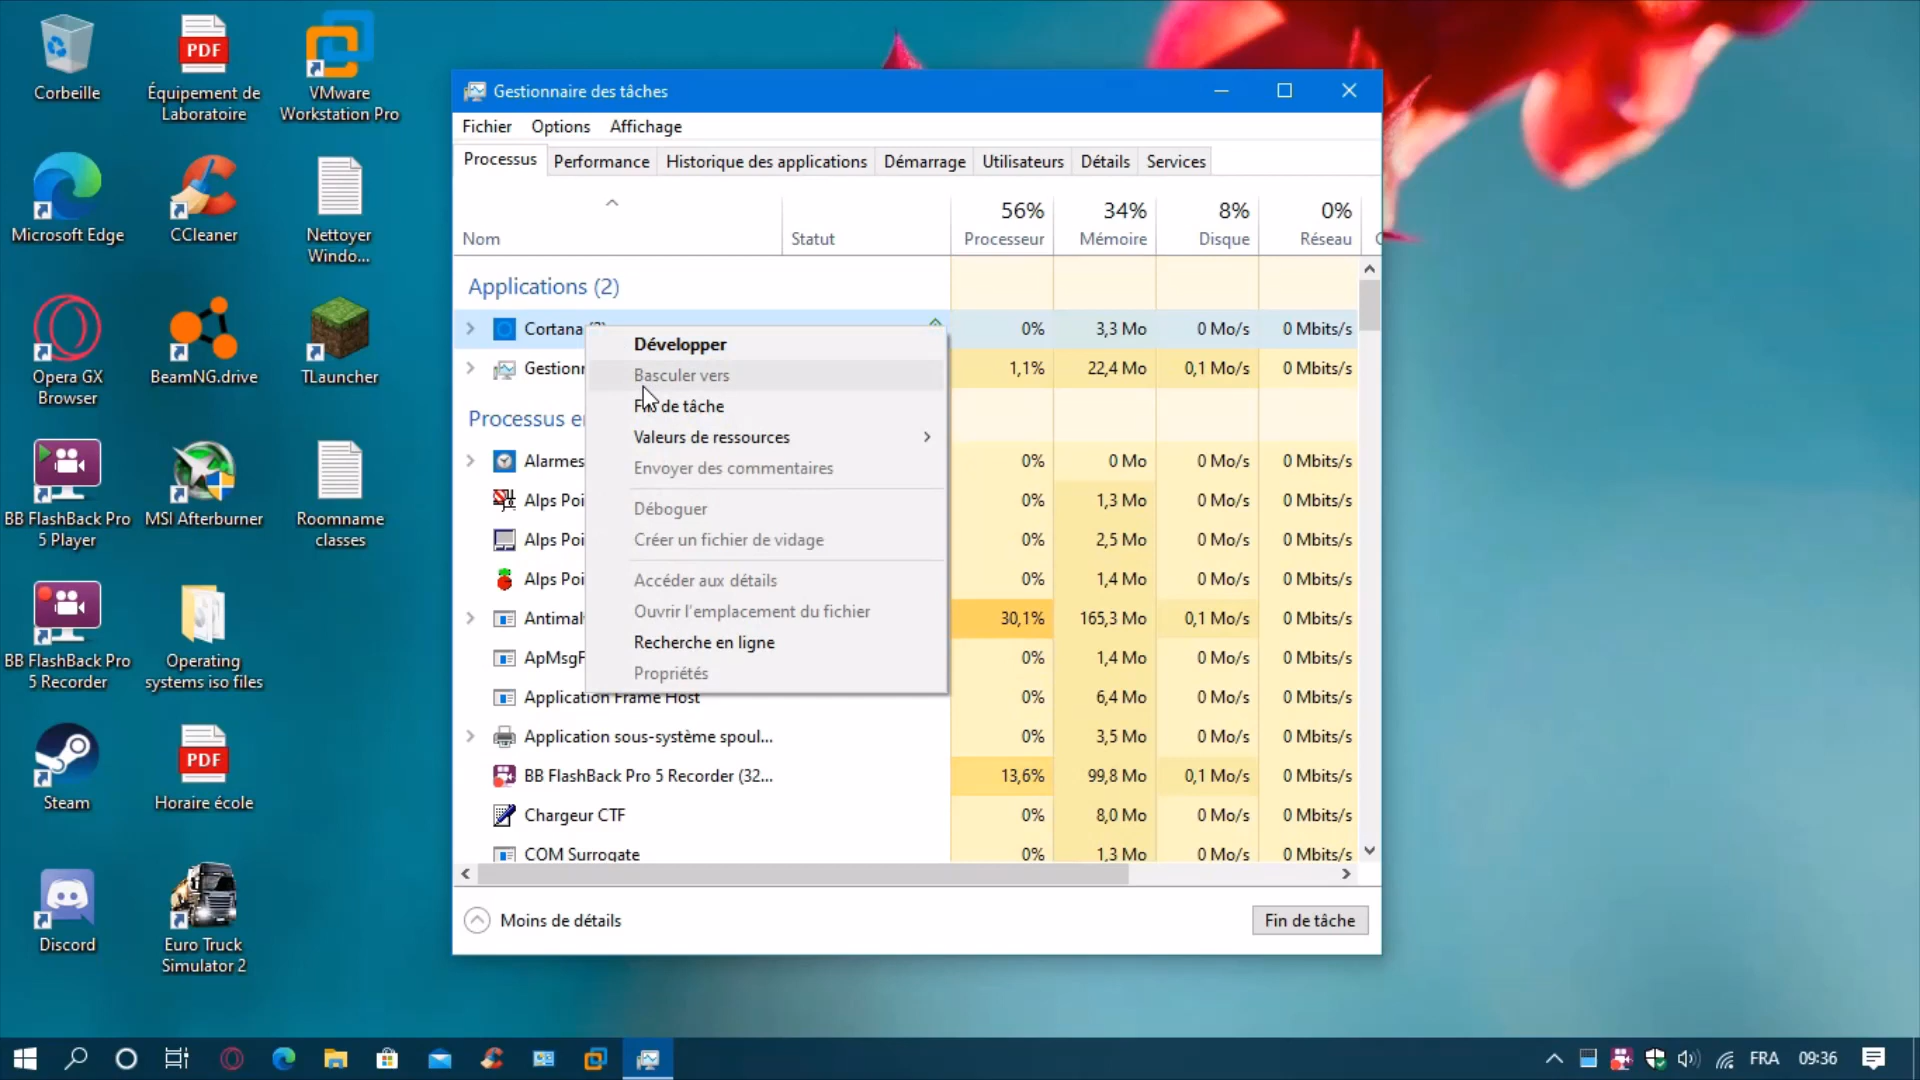 Corbeille
PDF
Équipement de
Laboratoire
VMware
Workstation Pro
Microsoft Edge
CCleaner
Nettoyer
Windo...
Opera GX
Browser
BeamNG.drive
TLauncher
BB FlashBack Pro
5 Player
MSI Afterburner
Roomname
classes
BB FlashBack Pro
5 Recorder
Operating
systems iso files
Steam
PDF
Horaire école
Discord
Euro Truck
Simulator 2
Gestionnaire des tâches
Fichier Options Affichage
Processus Performance Historique des applications Démarrage Utilisateurs Détails Services
56% 34% 8% 0%
Nom Statut Processeur Mémoire Disque Réseau
Applications (2)
Cortana 0% 3,3 Mo 0 Mo/s 0 Mbits/s
Gestionn 1,1% 22,4 Mo 0,1 Mo/s 0 Mbits/s
Processus
Alarmes 0% 0 Mo 0 Mo/s 0 Mbits/s
Alps Poi 0% 1,3 Mo 0 Mo/s 0 Mbits/s
Alps Poi 0% 2,5 Mo 0 Mo/s 0 Mbits/s
Alps Poi 0% 1,4 Mo 0 Mo/s 0 Mbits/s
Antimal 30,1% 165,3 Mo 0,1 Mo/s 0 Mbits/s
ApMsgF 0% 1,4 Mo 0 Mo/s 0 Mbits/s
Application Frame Host 0% 6,4 Mo 0 Mo/s 0 Mbits/s
Application sous-système spoul... 0% 3,5 Mo 0 Mo/s 0 Mbits/s
BB FlashBack Pro 5 Recorder (32... 13,6% 99,8 Mo 0,1 Mo/s 0 Mbits/s
Chargeur CTF 0% 8,0 Mo 0 Mo/s 0 Mbits/s
COM Surrogate 0% 1,3 Mo 0 Mo/s 0 Mbits/s
Développer
Basculer vers
Fin de tâche
Valeurs de ressources
Envoyer des commentaires
Déboguer
Créer un fichier de vidage
Accéder aux détails
Ouvrir l'emplacement du fichier
Recherche en ligne
Propriétés
Moins de détails
Fin de tâche
FRA 09:36